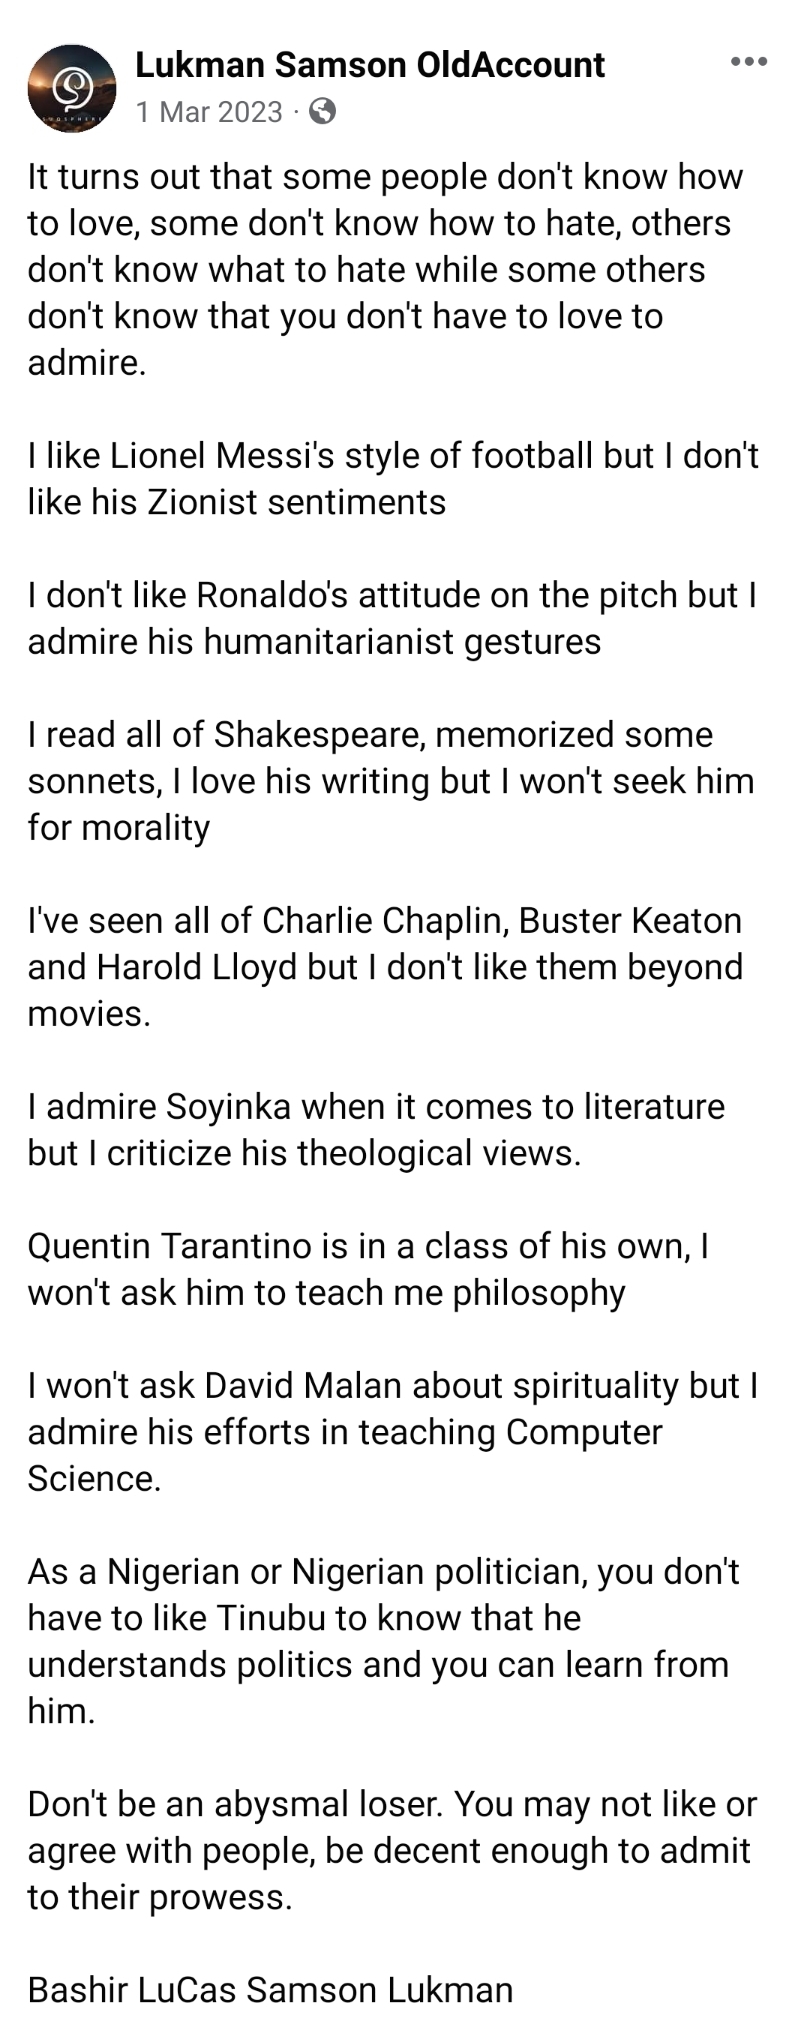 Lukman Samson OldAccount
1 Mar 2023 ·
It turns out that some people don't know how
to love, some don't know how to hate, others
don't know what to hate while some others
don't know that you don't have to love to
admire.
I like Lionel Messi's style of football but I don't
like his Zionist sentiments
I don't like Ronaldo's attitude on the pitch but I
admire his humanitarianist gestures
I read all of Shakespeare, memorized some
sonnets, I love his writing but I won't seek him
for morality
I've seen all of Charlie Chaplin, Buster Keaton
and Harold Lloyd but I don't like them beyond
movies.
I admire Soyinka when it comes to literature
but I criticize his theological views.
Quentin Tarantino is in a class of his own, I
won't ask him to teach me philosophy
I won't ask David Malan about spirituality but I
admire his efforts in teaching Computer
Science.
As a Nigerian or Nigerian politician, you don't
have to like Tinubu to know that he
understands politics and you can learn from
him.
Don't be an abysmal loser. You may not like or
agree with people, be decent enough to admit
to their prowess.
Bashir LuCas Samson Lukman